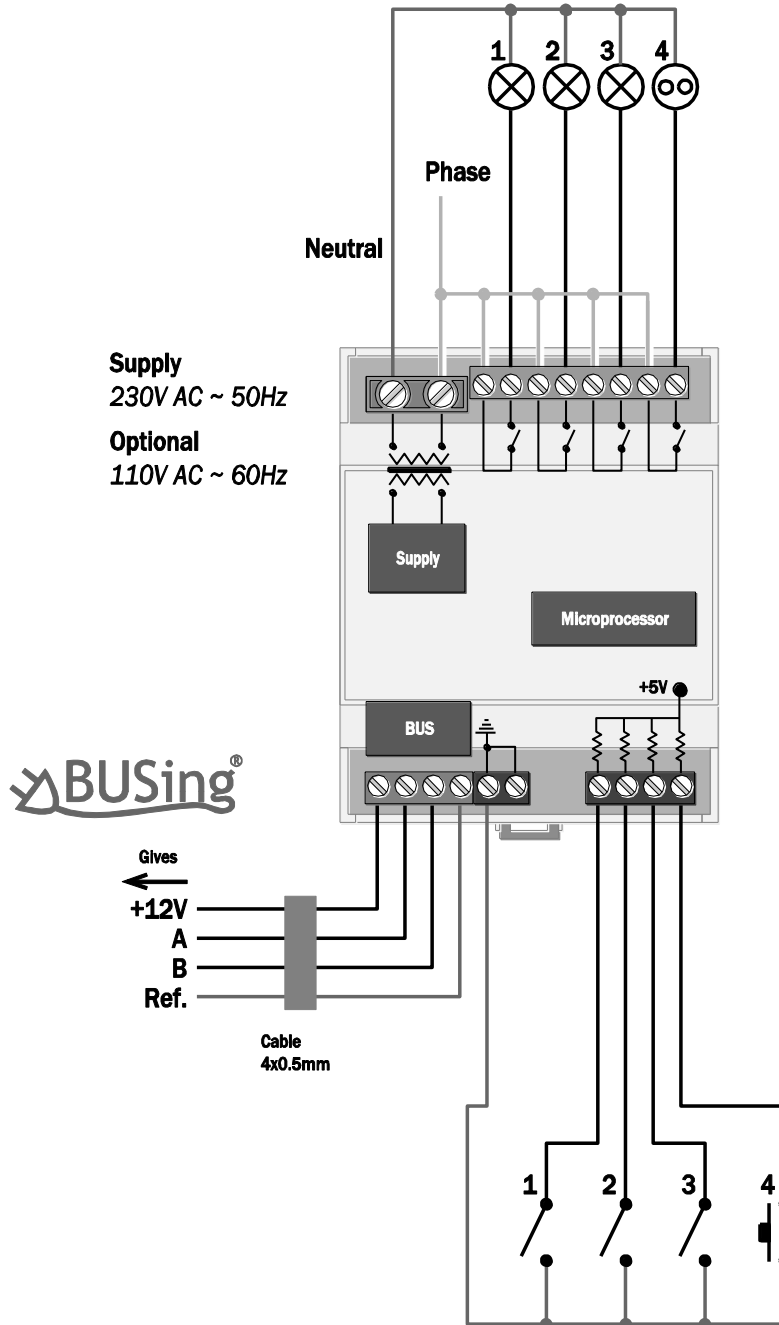 1 2 3 4
Phase
Neutral
Supply
230V AC ~ 50Hz
Optional
110V AC ~ 60Hz
Supply
Microprocessor
+5V
BUS
BUSing®
Gives
+12V
A
B
Ref.
Cable
4x0.5mm
1 2 3 4